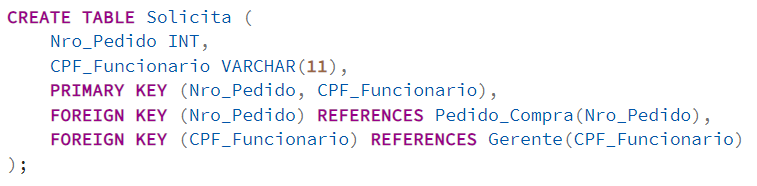 CREATE TABLE Solicita (
    Nro_Pedido INT,
    CPF_Funcionario VARCHAR(11),
    PRIMARY KEY (Nro_Pedido, CPF_Funcionario),
    FOREIGN KEY (Nro_Pedido) REFERENCES Pedido_Compra(Nro_Pedido),
    FOREIGN KEY (CPF_Funcionario) REFERENCES Gerente(CPF_Funcionario)
);